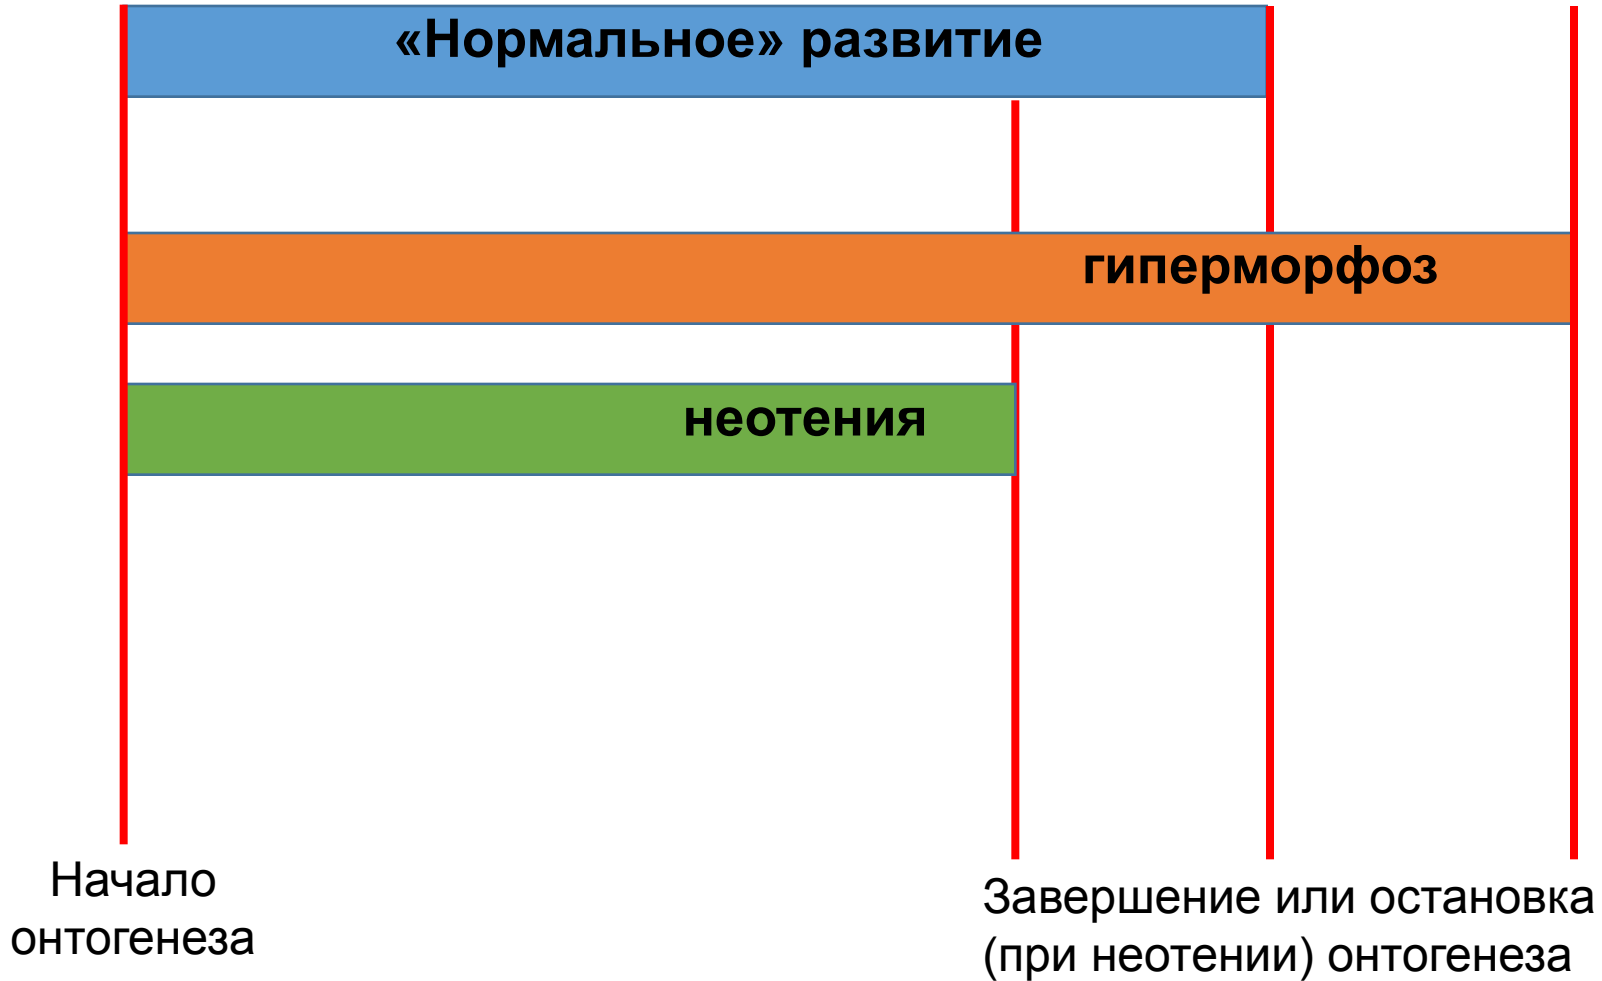 «Нормальное» развитие
гиперморфоз
неотения
Начало
онтогенеза
Завершение или остановка
(при неотении) онтогенеза